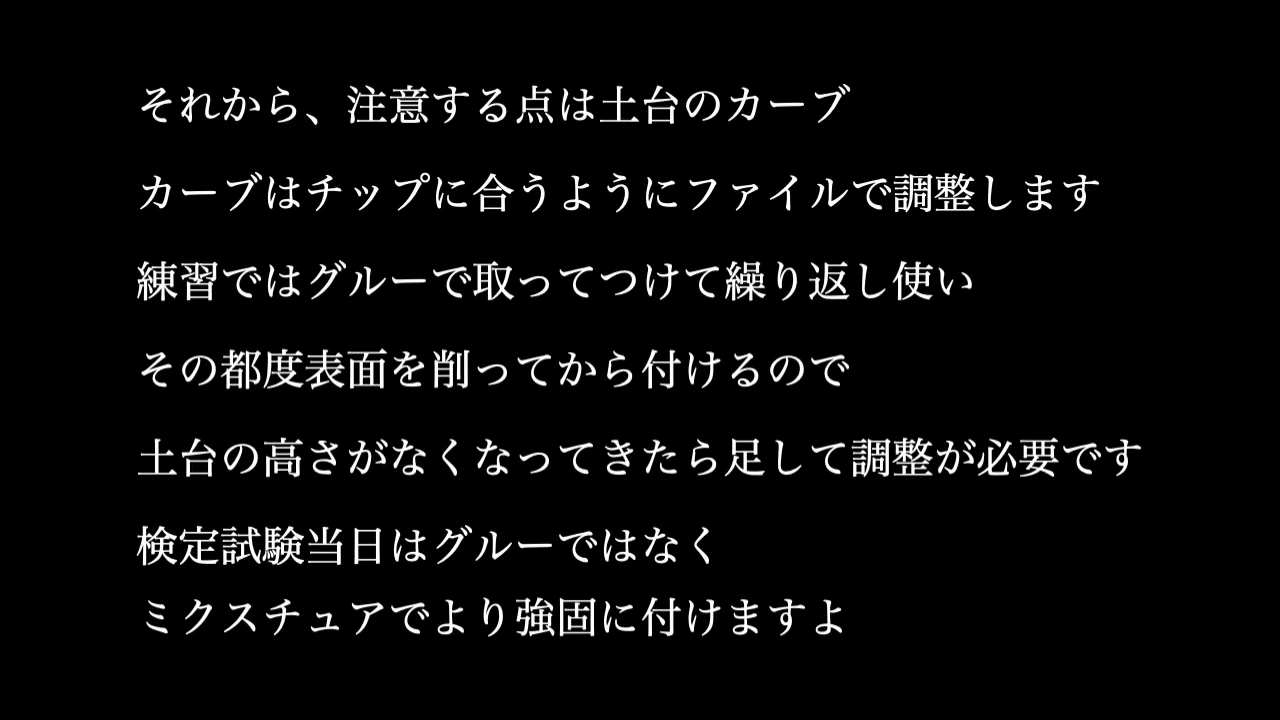 それから、注意する点は土台のカーブ
カーブはチップに合うようにファイルで調整します
練習ではグルーで取ってつけて繰り返し使い
その都度表面を削ってから付けるので
土台の高さがなくなってきたら足して調整が必要です
検定試験当日はグルーではなく
ミクスチュアでより強固に付けますよ